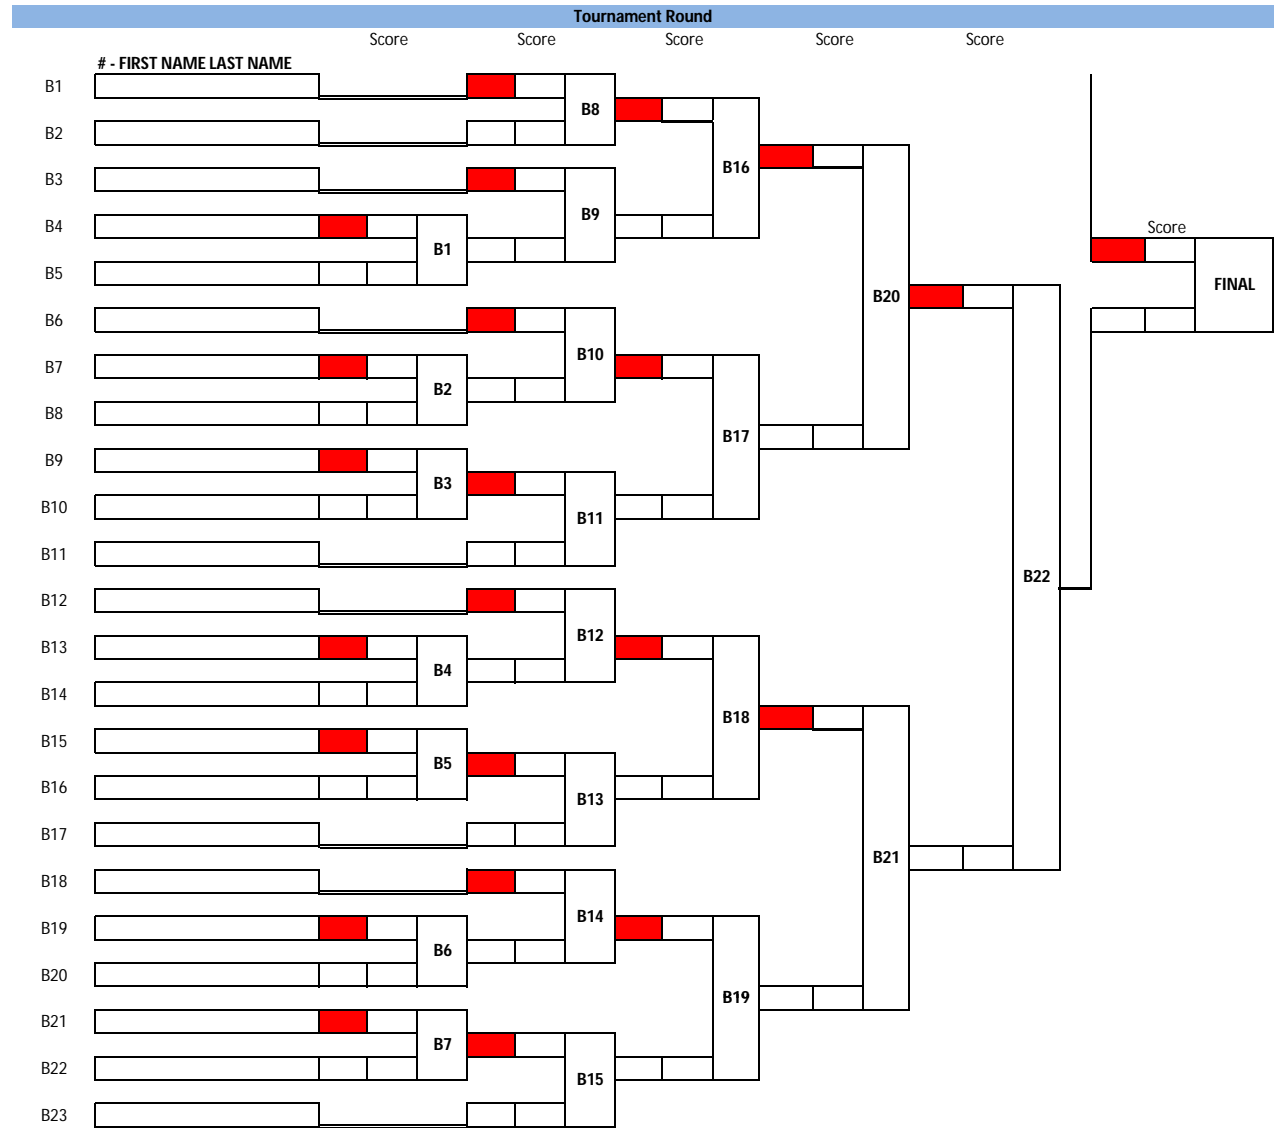 Tournament Round
Score Score Score Score Score
# - FIRST NAME LAST NAME
B1
B8
B2
B16
B3
B9
B4
Score
B1
B5
FINAL
B20
B6
B10
B7
B2
B8
B17
B9
B3
B10
B11
B11
B22
B12
B12
B13
B4
B14
B18
B15
B5
B16
B13
B17
B21
B18
B14
B19
B6
B20
B19
B21
B7
B22
B15
B23